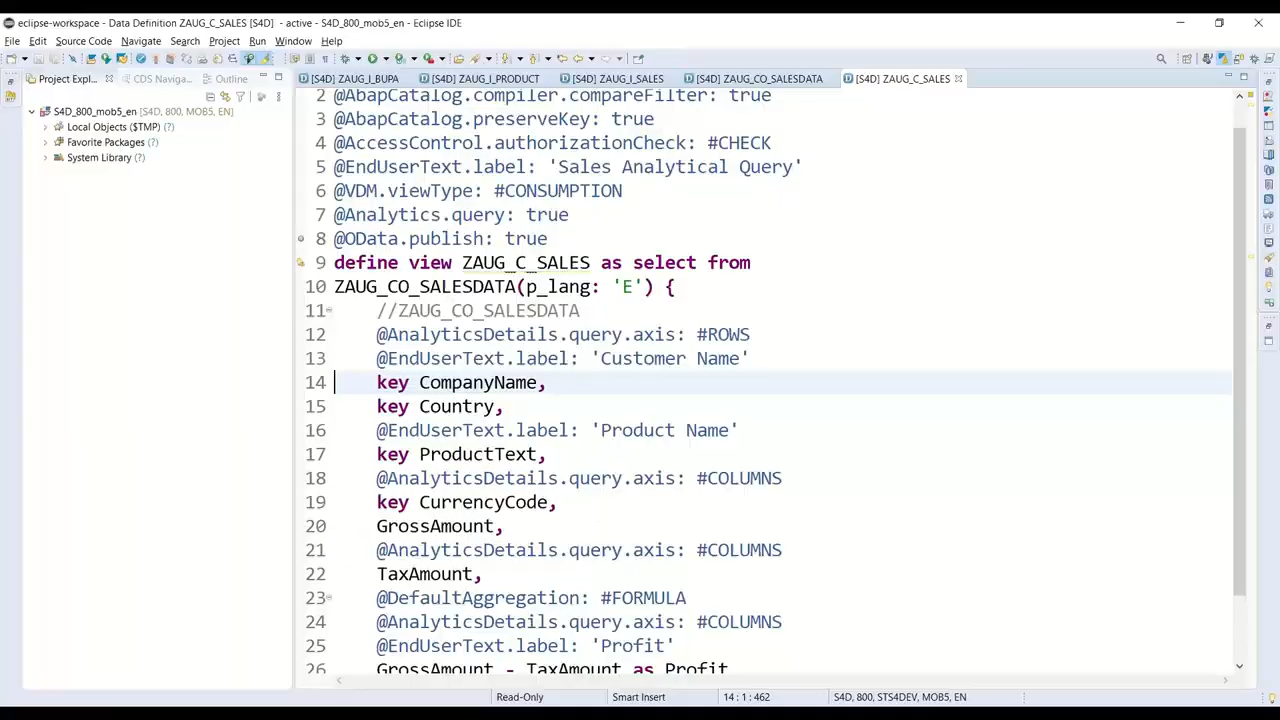 eclipse-workspace - Data Definition ZAUG_C_SALES [S4D] - active - S4D_800_mob5_en - Eclipse IDE
File Edit Source Code Navigate Search Project Run Window Help
Project Expl... CDS Naviga... Outline
[S4D] ZAUG_I_BUPA [S4D] ZAUG_I_PRODUCT [S4D] ZAUG_I_SALES [S4D] ZAUG_CO_SALESDATA [S4D] ZAUG_C_SALES
S4D_800_mob5_en [S4D, 800, MOB5, EN]
Local Objects ($TMP) (?)
Favorite Packages (?)
System Library (?)
2 @AbapCatalog.compiler.compareFilter: true
3 @AbapCatalog.preserveKey: true
4 @AccessControl.authorizationCheck: #CHECK
5 @EndUserText.label: 'Sales Analytical Query'
6 @VDM.viewType: #CONSUMPTION
7 @Analytics.query: true
8 @OData.publish: true
9 define view ZAUG_C_SALES as select from
10 ZAUG_CO_SALESDATA(p_lang: 'E') {
11 //ZAUG_CO_SALESDATA
12 @AnalyticsDetails.query.axis: #ROWS
13 @EndUserText.label: 'Customer Name'
14 key CompanyName,
15 key Country,
16 @EndUserText.label: 'Product Name'
17 key ProductText,
18 @AnalyticsDetails.query.axis: #COLUMNS
19 key CurrencyCode,
20 GrossAmount,
21 @AnalyticsDetails.query.axis: #COLUMNS
22 TaxAmount,
23 @DefaultAggregation: #FORMULA
24 @AnalyticsDetails.query.axis: #COLUMNS
25 @EndUserText.label: 'Profit'
26 GrossAmount - TaxAmount as Profit
Read-Only Smart Insert 14 : 1 : 462 S4D, 800, STS4DEV, MOB5, EN